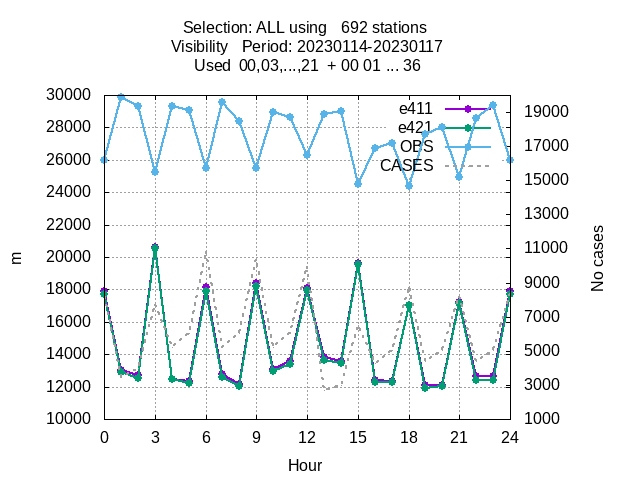 Selection: ALL using   692 stations
Visibility   Period: 20230114-20230117
Used  00,03,...,21  + 00 01 ... 36
30000
28000
26000
24000
22000
20000
18000
16000
14000
12000
10000
m
19000
17000
15000
13000
11000
9000
7000
5000
3000
1000
No cases
e411
e421
OBS
CASES
0 3 6 9 12 15 18 21 24
Hour